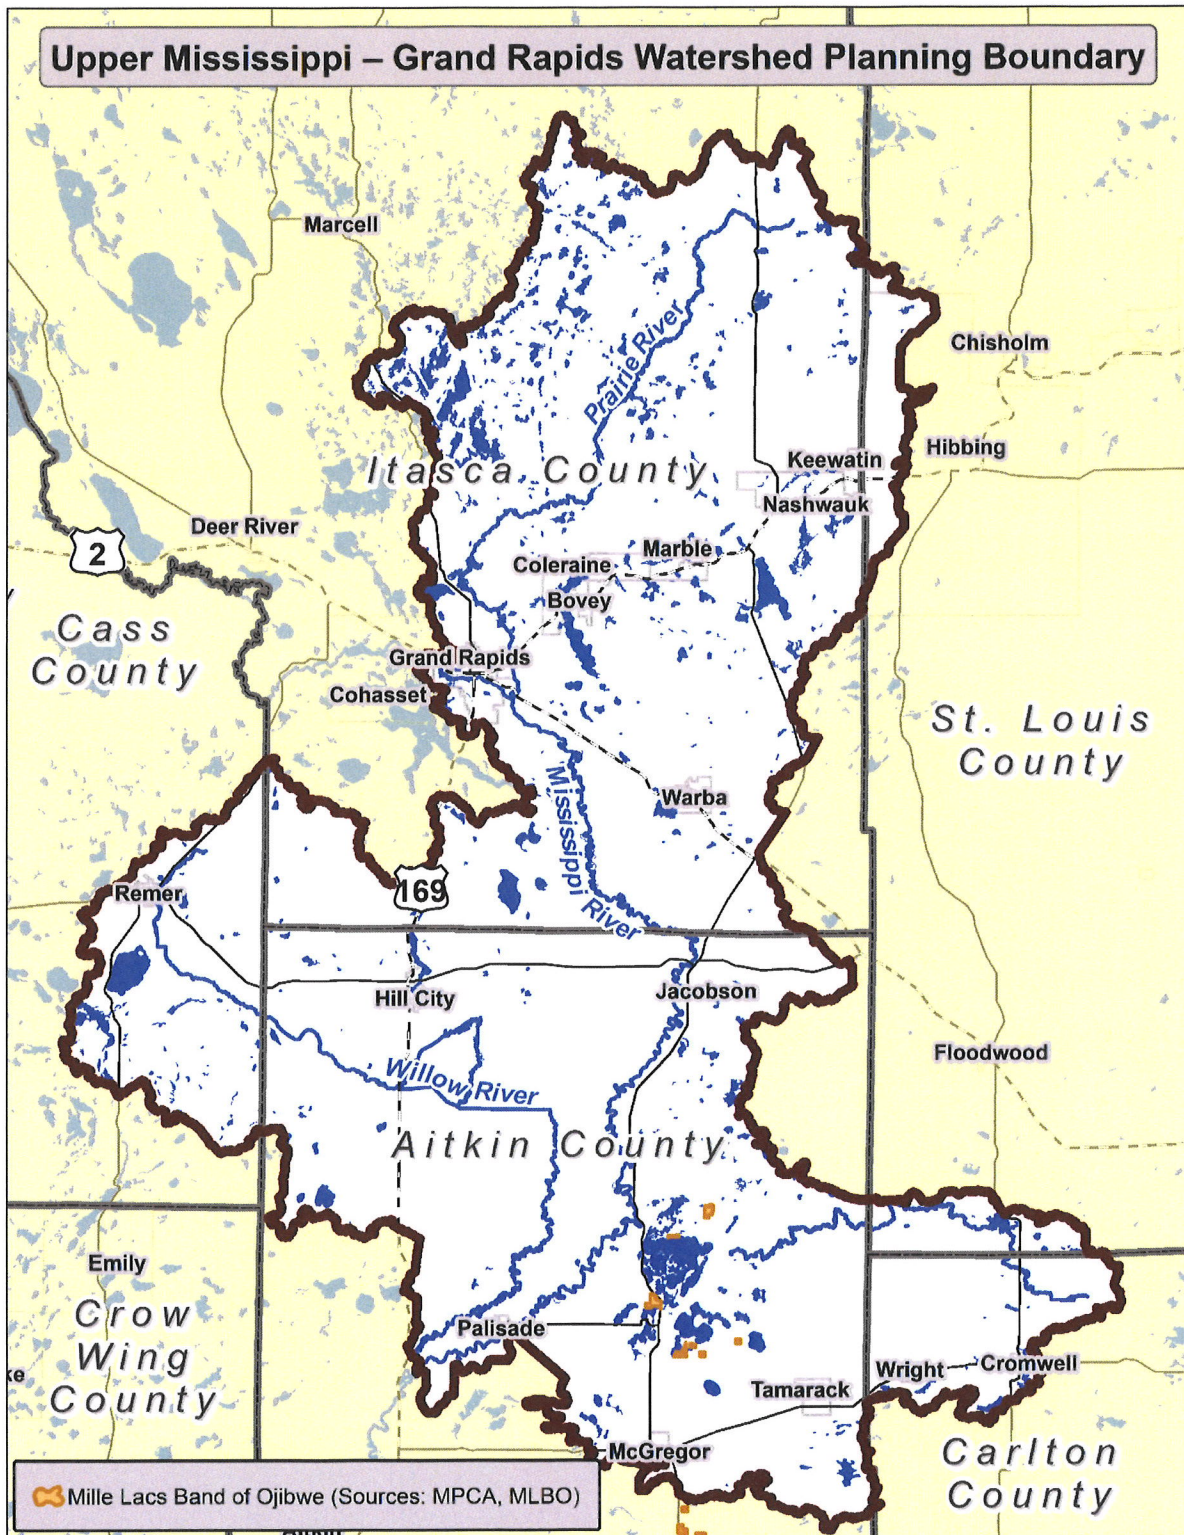 Upper Mississippi – Grand Rapids Watershed Planning Boundary
Marcell
Prairie River
Chisholm
Hibbing
Keewatin
Itasca County
Nashwauk
Deer River
2
Marble
Coleraine
Bovey
Cass
County
Grand Rapids
Cohasset
St. Louis
County
Mississippi
River
Warba
Remer
169
Hill City
Jacobson
Floodwood
Willow River
Aitkin County
Emily
Crow
Wing
County
Palisade
Wright
Cromwell
Tamarack
McGregor
Carlton
County
Mille Lacs Band of Ojibwe (Sources: MPCA, MLBO)